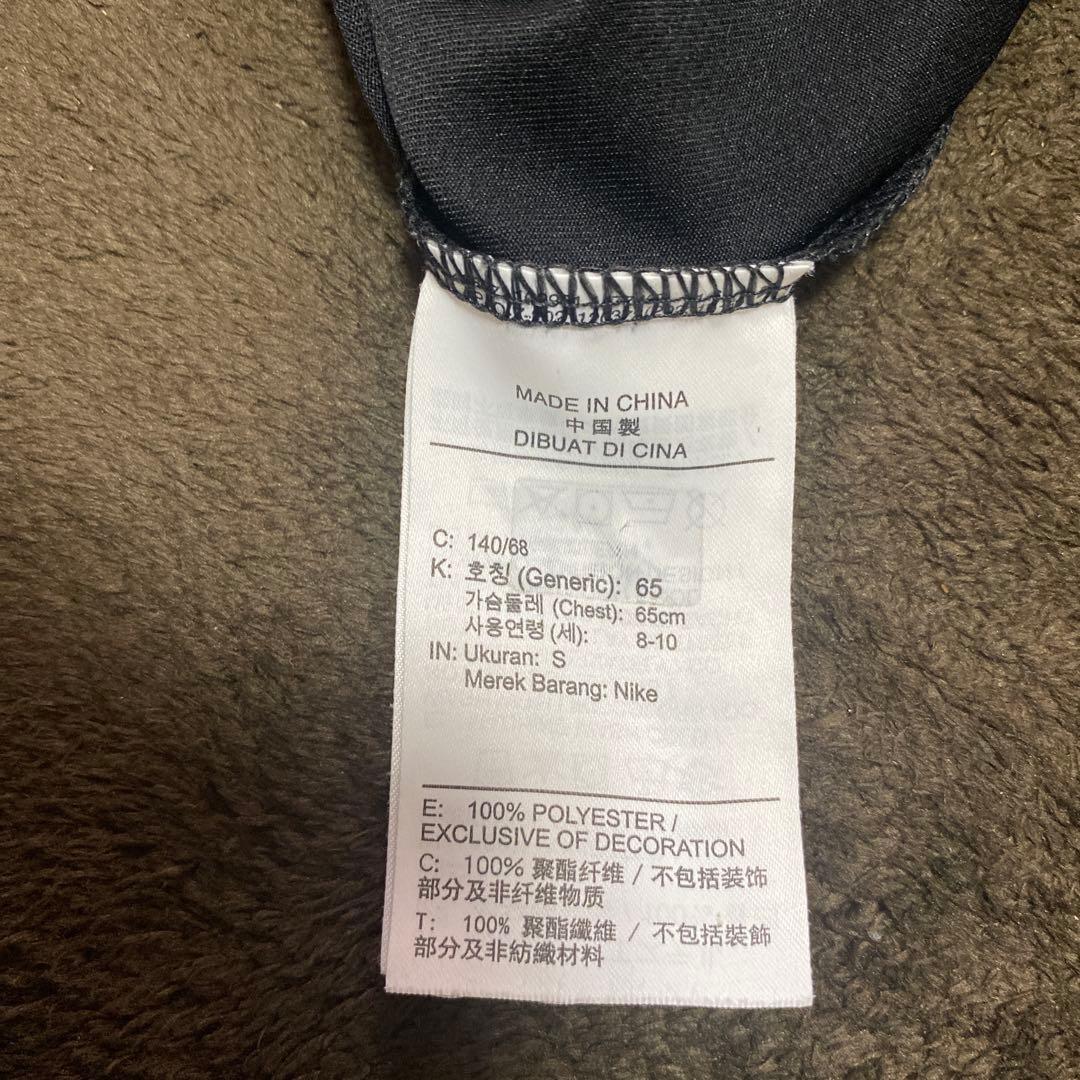 MADE IN CHINA
中国製
DIBUAT DI CINA
C: 140/68
K: 호칭 (Generic): 65
가슴둘레 (Chest): 65cm
사용연령 (세): 8-10
IN: Ukuran: S
Merek Barang: Nike
E: 100% POLYESTER /
EXCLUSIVE OF DECORATION
C: 100% 聚酯纤维 / 不包括装饰
部分及非纤维物质
T: 100% 聚酯纖維 / 不包括裝飾
部分及非紡織材料